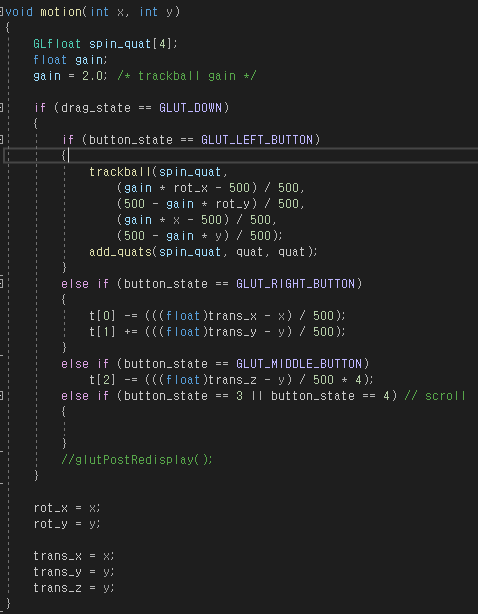 void motion(int x, int y)
{
    GLfloat spin_quat[4];
    float gain;
    gain = 2.0; /* trackball gain */

    if (drag_state == GLUT_DOWN)
    {
        if (button_state == GLUT_LEFT_BUTTON)
        {
            trackball(spin_quat,
                (gain * rot_x - 500) / 500,
                (500 - gain * rot_y) / 500,
                (gain * x - 500) / 500,
                (500 - gain * y) / 500);
            add_quats(spin_quat, quat, quat);
        }
        else if (button_state == GLUT_RIGHT_BUTTON)
        {
            t[0] -= (((float)trans_x - x) / 500);
            t[1] += (((float)trans_y - y) / 500);
        }
        else if (button_state == GLUT_MIDDLE_BUTTON)
            t[2] -= (((float)trans_z - y) / 500 * 4);
        else if (button_state == 3 || button_state == 4) // scroll
        {

        }
        //glutPostRedisplay();
    }

    rot_x = x;
    rot_y = y;

    trans_x = x;
    trans_y = y;
    trans_z = y;
}